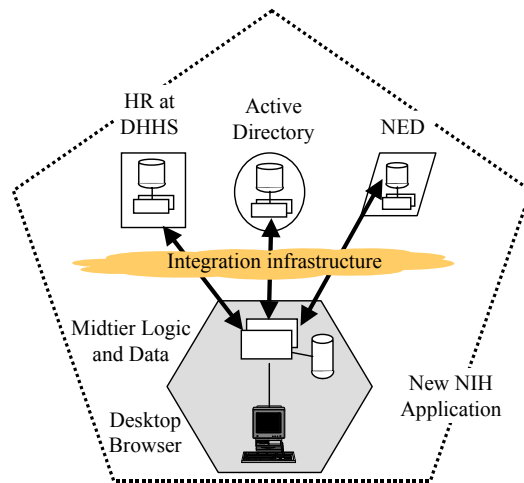 HR at
DHHS
Active
Directory
NED
Integration infrastructure
Midtier Logic
and Data
Desktop
Browser
New NIH
Application